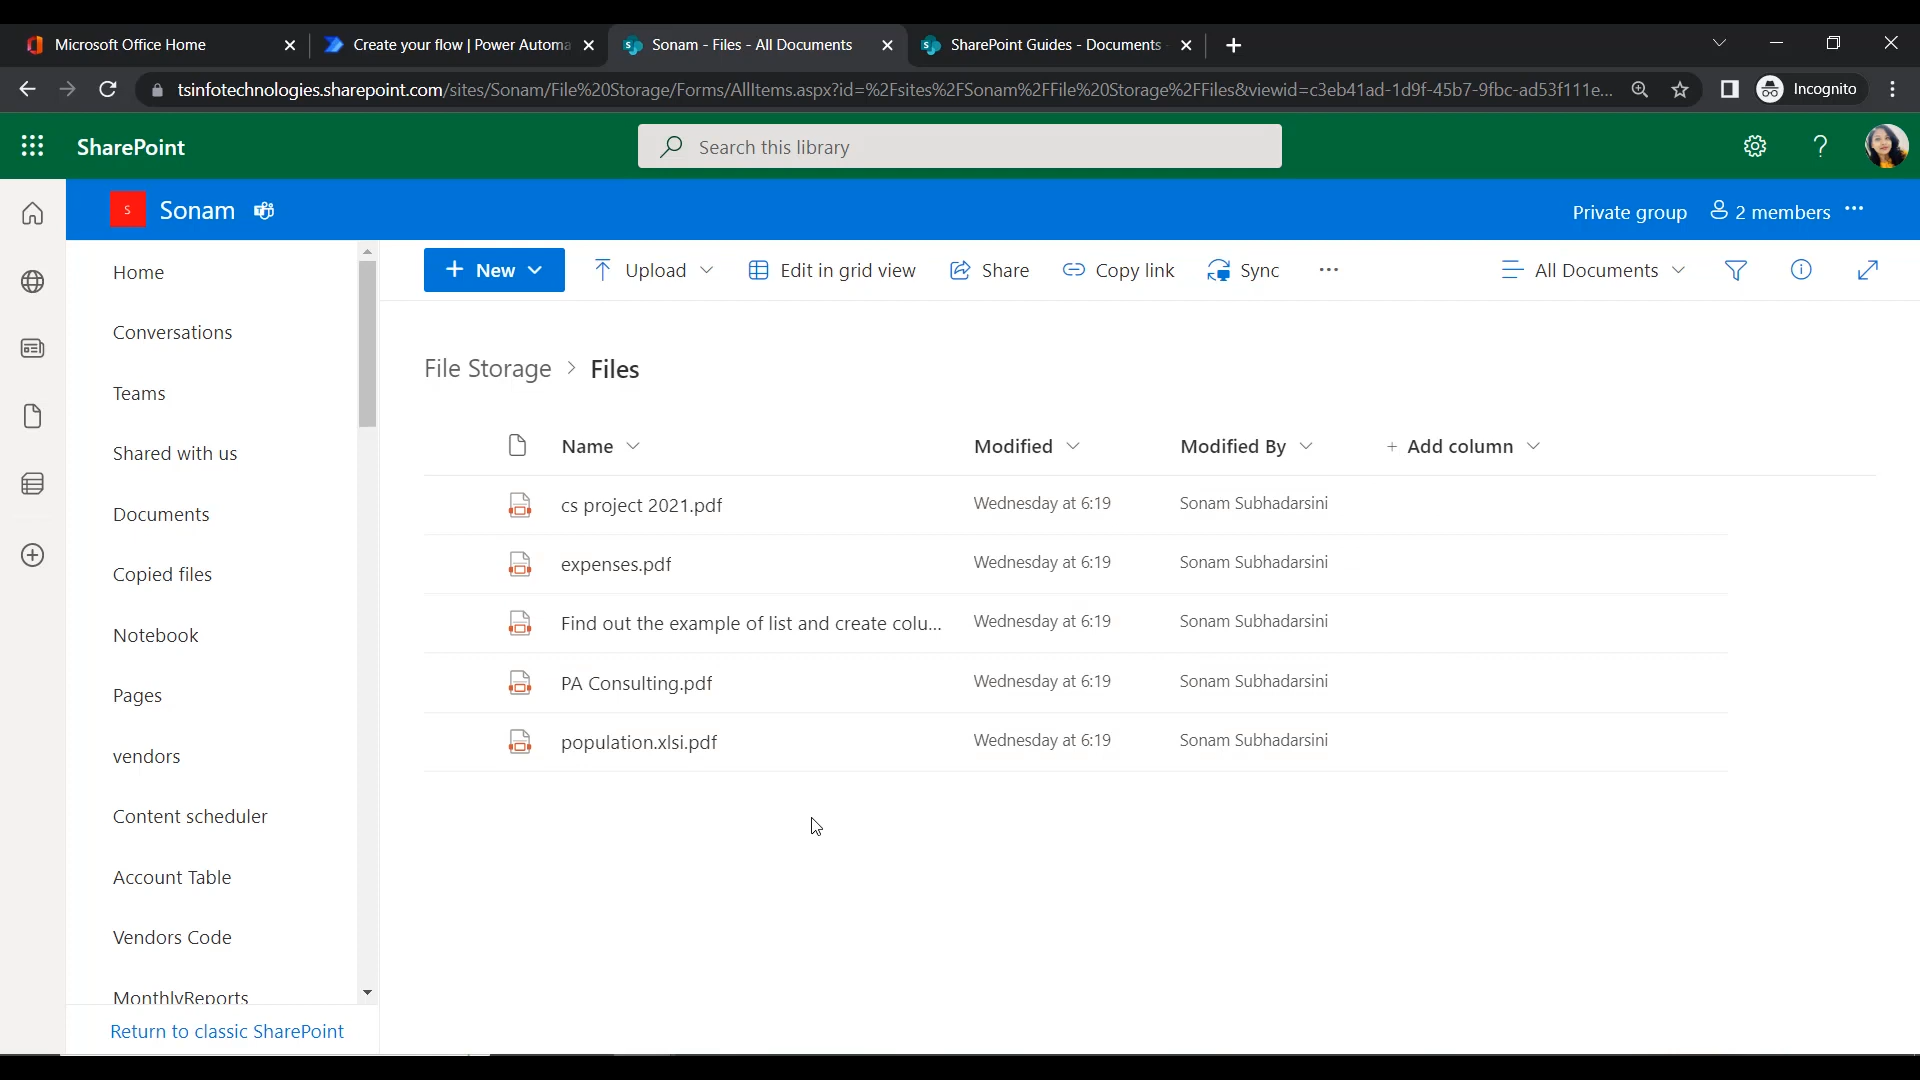 Microsoft Office Home
Create your flow | Power Automa
Sonam - Files - All Documents
SharePoint Guides - Documents
tsinfotechnologies.sharepoint.com/sites/Sonam/File%20Storage/Forms/AllItems.aspx?id=%2Fsites%2FSonam%2FFile%20Storage%2FFiles&viewid=c3eb41ad-1d9f-45b7-9fbc-ad53f111e...
Incognito
SharePoint
Search this library
S
Sonam
Private group
2 members
Home
Conversations
Teams
Shared with us
Documents
Copied files
Notebook
Pages
vendors
Content scheduler
Account Table
Vendors Code
MonthlyReports
Return to classic SharePoint
+ New
Upload
Edit in grid view
Share
Copy link
Sync
...
All Documents
File Storage > Files
Name
Modified
Modified By
+ Add column
cs project 2021.pdf Wednesday at 6:19 Sonam Subhadarsini
expenses.pdf Wednesday at 6:19 Sonam Subhadarsini
Find out the example of list and create colu... Wednesday at 6:19 Sonam Subhadarsini
PA Consulting.pdf Wednesday at 6:19 Sonam Subhadarsini
population.xlsi.pdf Wednesday at 6:19 Sonam Subhadarsini